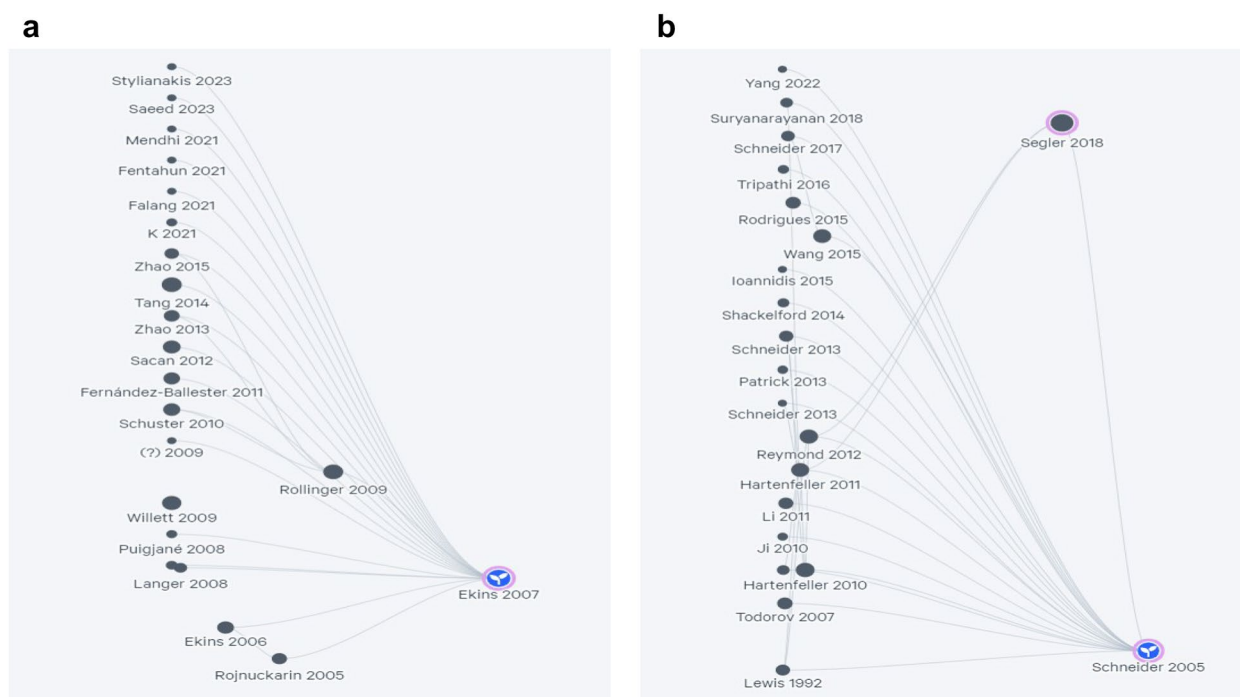 a
Stylianakis 2023
Saeed 2023
Mendhi 2021
Fentahun 2021
Falang 2021
K 2021
Zhao 2015
Tang 2014
Zhao 2013
Sacan 2012
Fernández-Ballester 2011
Schuster 2010
(?) 2009
Rollinger 2009
Willett 2009
Puigjané 2008
Langer 2008
Ekins 2007
Ekins 2006
Rojnuckarin 2005
b
Yang 2022
Suryanarayanan 2018
Segler 2018
Schneider 2017
Tripathi 2016
Rodrigues 2015
Wang 2015
Ioannidis 2015
Shackelford 2014
Schneider 2013
Patrick 2013
Schneider 2013
Reymond 2012
Hartenfeller 2011
Li 2011
Ji 2010
Hartenfeller 2010
Todorov 2007
Schneider 2005
Lewis 1992